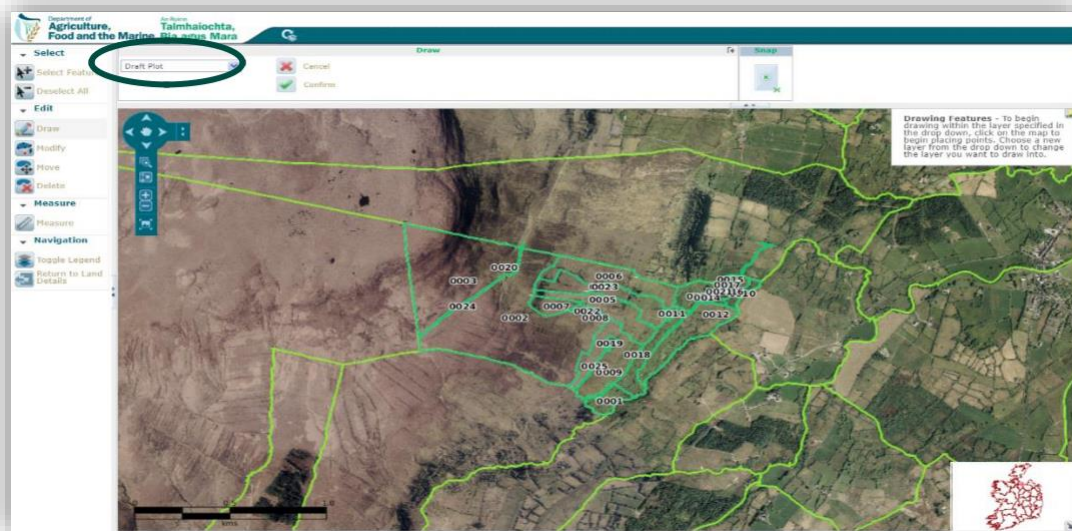 Department of
Agriculture,
Food and the Marine
An Roinn
Talmhaíochta,
Bia agus Mara
Select
Select Feature
Deselect All
Edit
Draw
Modify
Move
Delete
Measure
Measure
Navigation
Toggle Legend
Return to Land
Details
Draw
Draft Plot
Cancel
Confirm
Snap
Drawing Features - To begin
drawing within the layer specified in
the drop down, click on the map to
begin placing points. Choose a new
layer from the drop down to change
the layer you want to draw into.
0020
0003
0024
0002
0006
0023
0005
0007
0022
0008
0019
0018
0025
0009
0001
0011
0012
0015
0017
kms